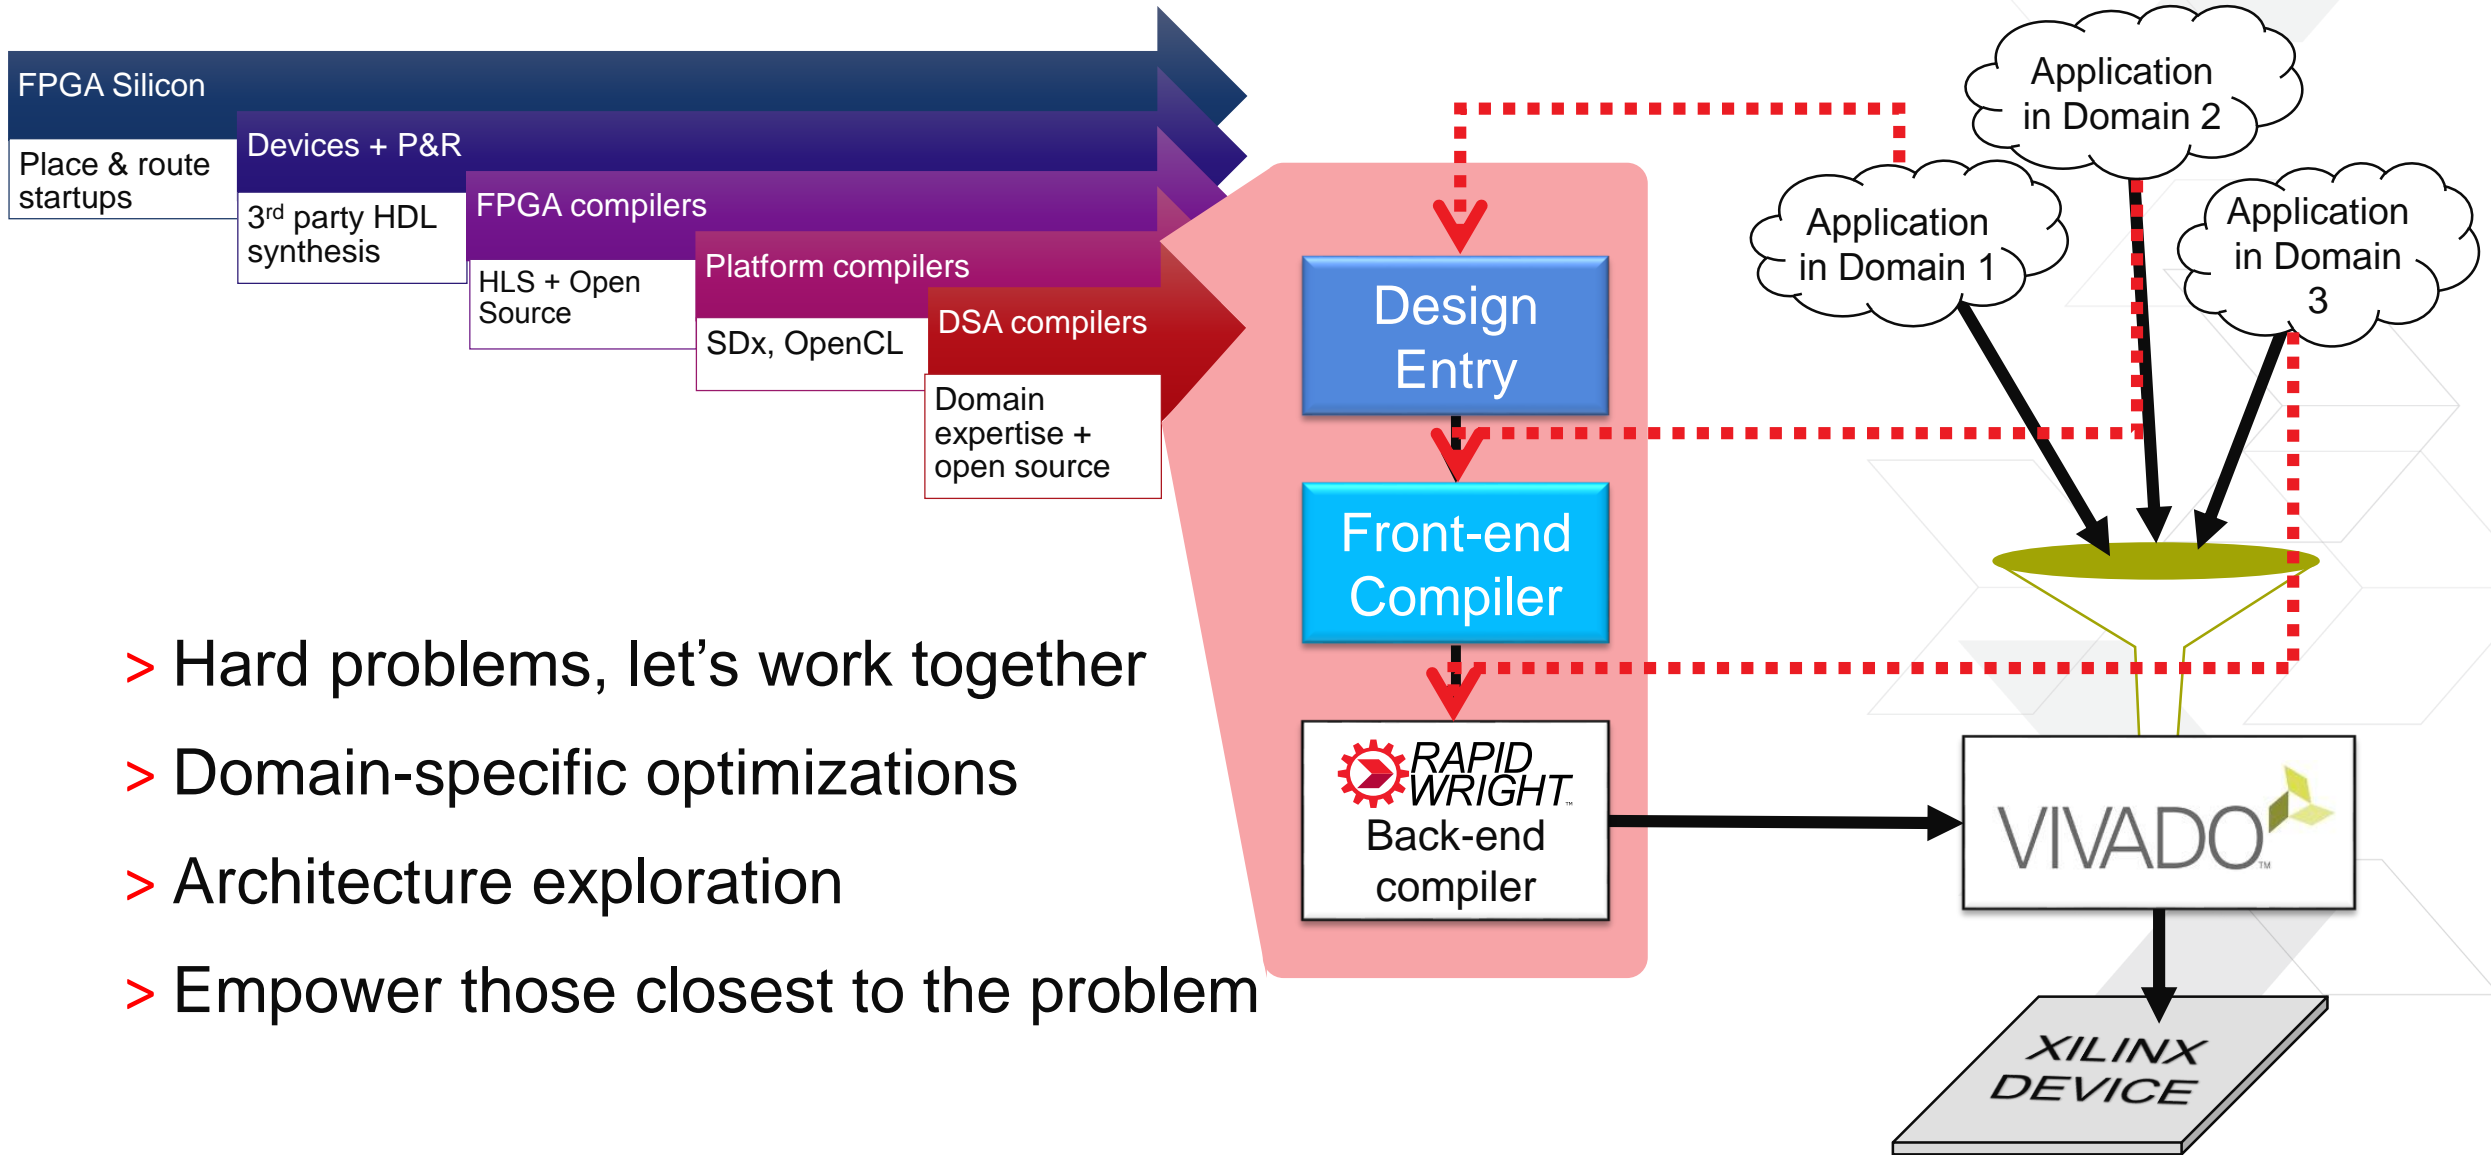 FPGA Silicon
Place & route
startups
Devices + P&R
3rd party HDL
synthesis
FPGA compilers
HLS + Open
Source
Platform compilers
SDx, OpenCL
DSA compilers
Domain
expertise +
open source
> Hard problems, let’s work together
> Domain-specific optimizations
> Architecture exploration
> Empower those closest to the problem
Design
Entry
Front-end
Compiler
RAPID
WRIGHT™
Back-end
compiler
Application
in Domain 2
Application
in Domain 1
Application
in Domain
3
VIVADO™
XILINX
DEVICE